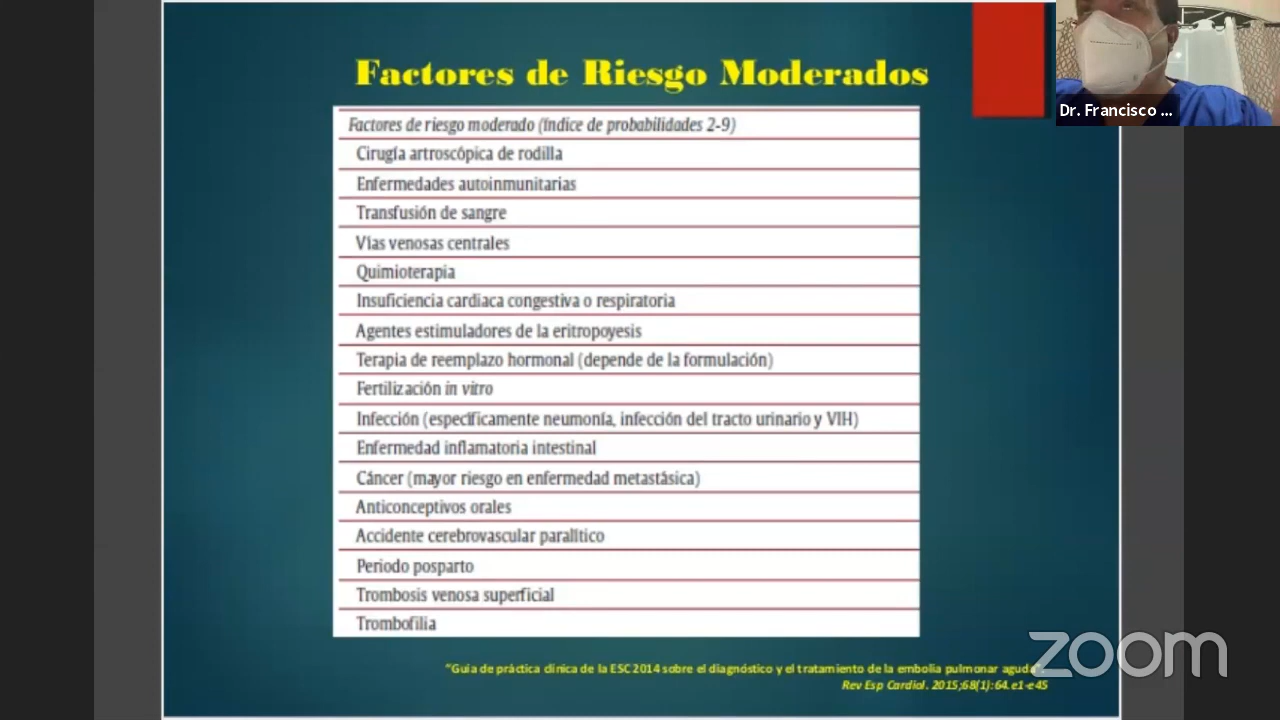 Factores de Riesgo Moderados
Dr. Francisco ...
Factores de riesgo moderado (índice de probabilidades 2-9)
Cirugía artroscópica de rodilla
Enfermedades autoinmunitarias
Transfusión de sangre
Vías venosas centrales
Quimioterapia
Insuficiencia cardiaca congestiva o respiratoria
Agentes estimuladores de la eritropoyesis
Terapia de reemplazo hormonal (depende de la formulación)
Fertilización in vitro
Infección (específicamente neumonía, infección del tracto urinario y VIH)
Enfermedad inflamatoria intestinal
Cáncer (mayor riesgo en enfermedad metastásica)
Anticonceptivos orales
Accidente cerebrovascular paralítico
Periodo posparto
Trombosis venosa superficial
Trombofilia
"Guía de práctica clínica de la ESC 2014 sobre el diagnóstico y el tratamiento de la embolia pulmonar aguda".
Rev Esp Cardiol. 2015;68(1):64.e1-e45
zoom